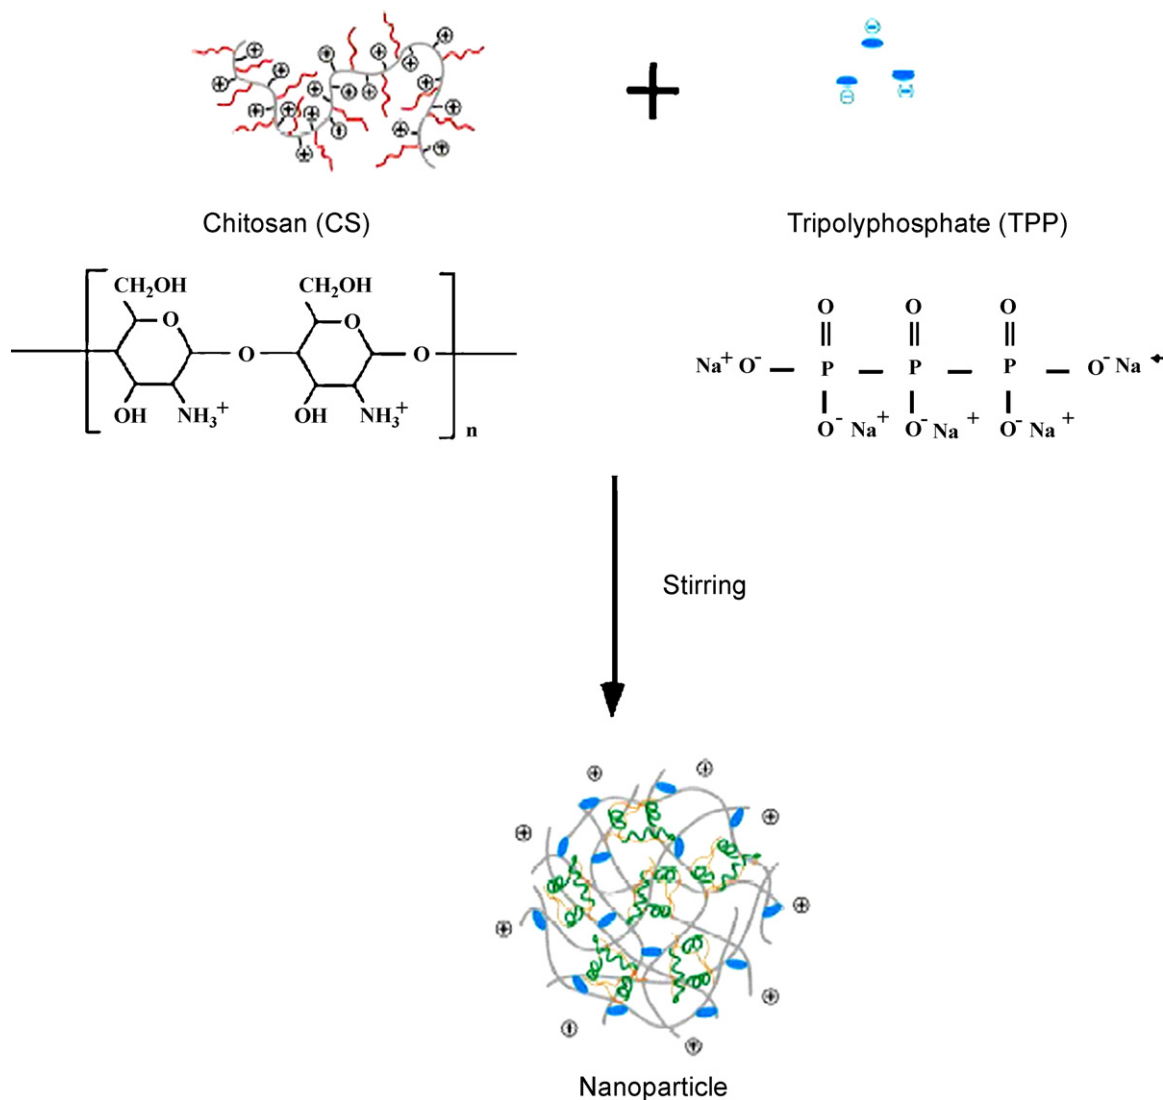 +
Chitosan (CS)
Tripolyphosphate (TPP)
CH₂OH CH₂OH
O O
O O
OH NH₃⁺ OH NH₃⁺
n
O O O
Na⁺ O⁻ P P P O⁻ Na⁺
O⁻ Na⁺ O⁻ Na⁺ O⁻ Na⁺
Stirring
Nanoparticle